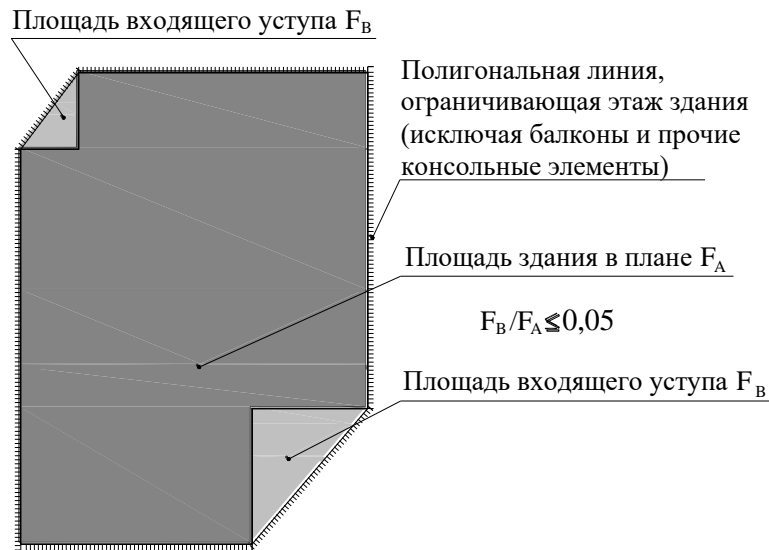 Площадь входящего уступа F_B
Полигональная линия,
ограничивающая этаж здания
(исключая балконы и прочие
консольные элементы)
Площадь здания в плане F_A
F_B/F_A≦0,05
Площадь входящего уступа F_B